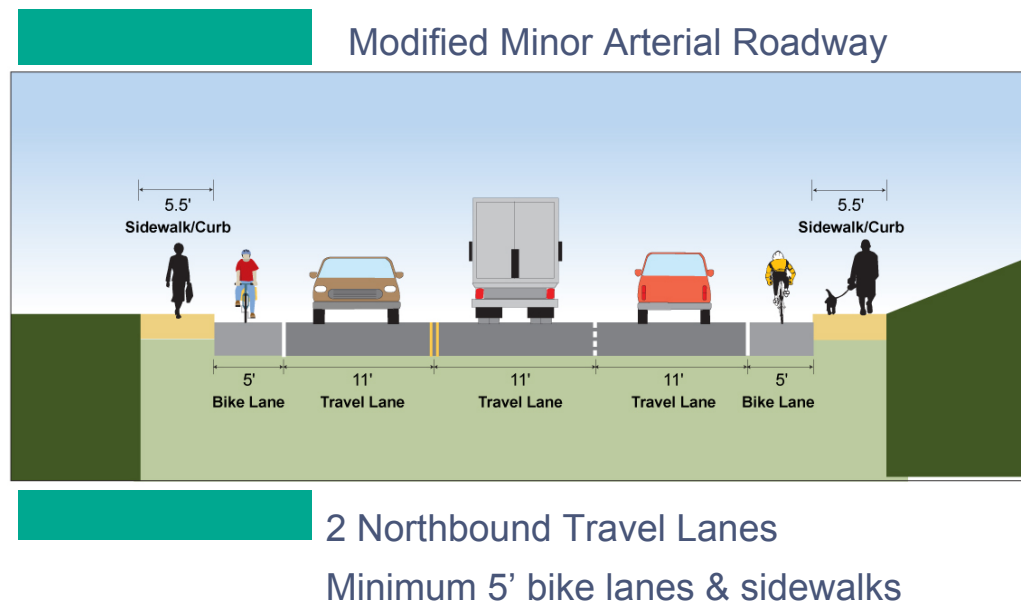 Modified Minor Arterial Roadway
5.5'
Sidewalk/Curb
5.5'
Sidewalk/Curb
5'
Bike Lane
11'
Travel Lane
11'
Travel Lane
11'
Travel Lane
5'
Bike Lane
2 Northbound Travel Lanes
Minimum 5’ bike lanes & sidewalks